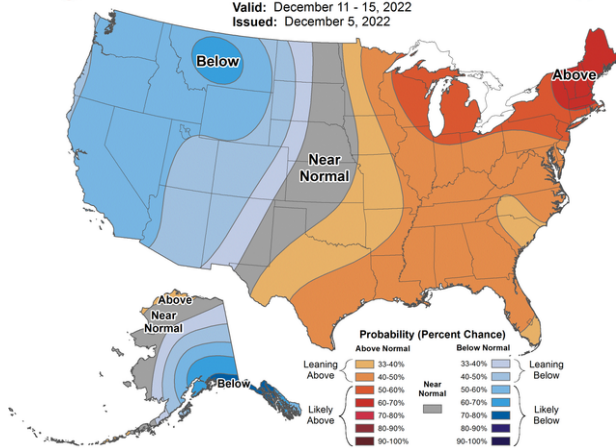 Valid: December 11 - 15, 2022
Issued: December 5, 2022
Below
Above
Near
Normal
Above
Near
Normal
Below
Probability (Percent Chance)
Above Normal
Below Normal
Leaning
Above
33-40%
40-50%
Likely
Above
50-60%
60-70%
70-80%
80-90%
90-100%
Near
Normal
33-40%
40-50%
Leaning
Below
50-60%
60-70%
70-80%
80-90%
90-100%
Likely
Below